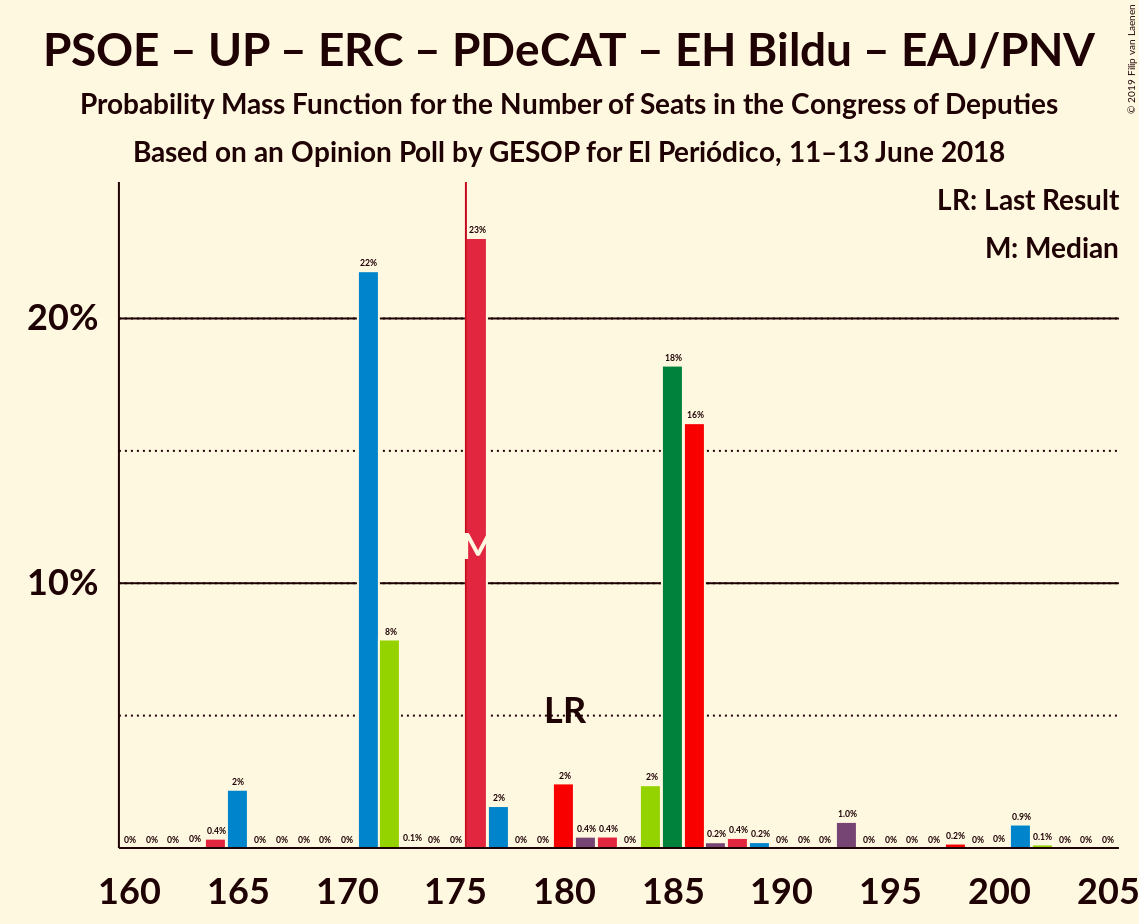 PSOE – UP – ERC – PDeCAT – EH Bildu – EAJ/PNV
Probability Mass Function for the Number of Seats in the Congress of Deputies
Based on an Opinion Poll by GESOP for El Periódico, 11–13 June 2018
© 2019 Filip van Laenen
LR: Last Result
M: Median
20%
10%
0% 0% 0% 0% 0.4% 2% 0% 0% 0% 0% 0% 22% 8% 0.1% 0% 0% 23% 2% 0% 0% 2% 0.4% 0.4% 0% 2% 18% 16% 0.2% 0.4% 0.2% 0% 0% 0% 1.0% 0% 0% 0% 0% 0.2% 0% 0% 0.9% 0.1% 0% 0% 0%
M
LR
160 165 170 175 180 185 190 195 200 205